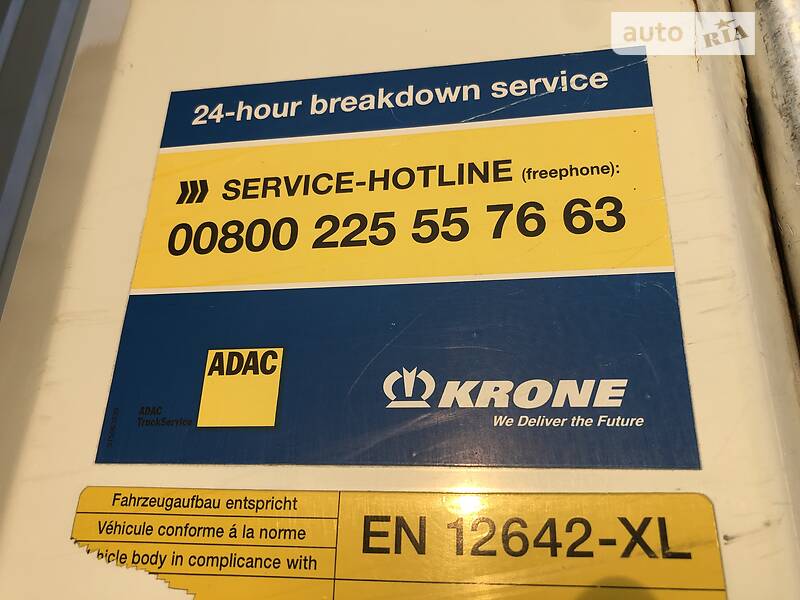 auto RIA
24-hour breakdown service
))) SERVICE-HOTLINE (freephone):
00800 225 55 76 63
ADAC
ADAC
TruckService
KRONE
We Deliver the Future
Fahrzeugaufbau entspricht
Véhicule conforme á la norme
hicle body in complicance with
EN 12642-XL